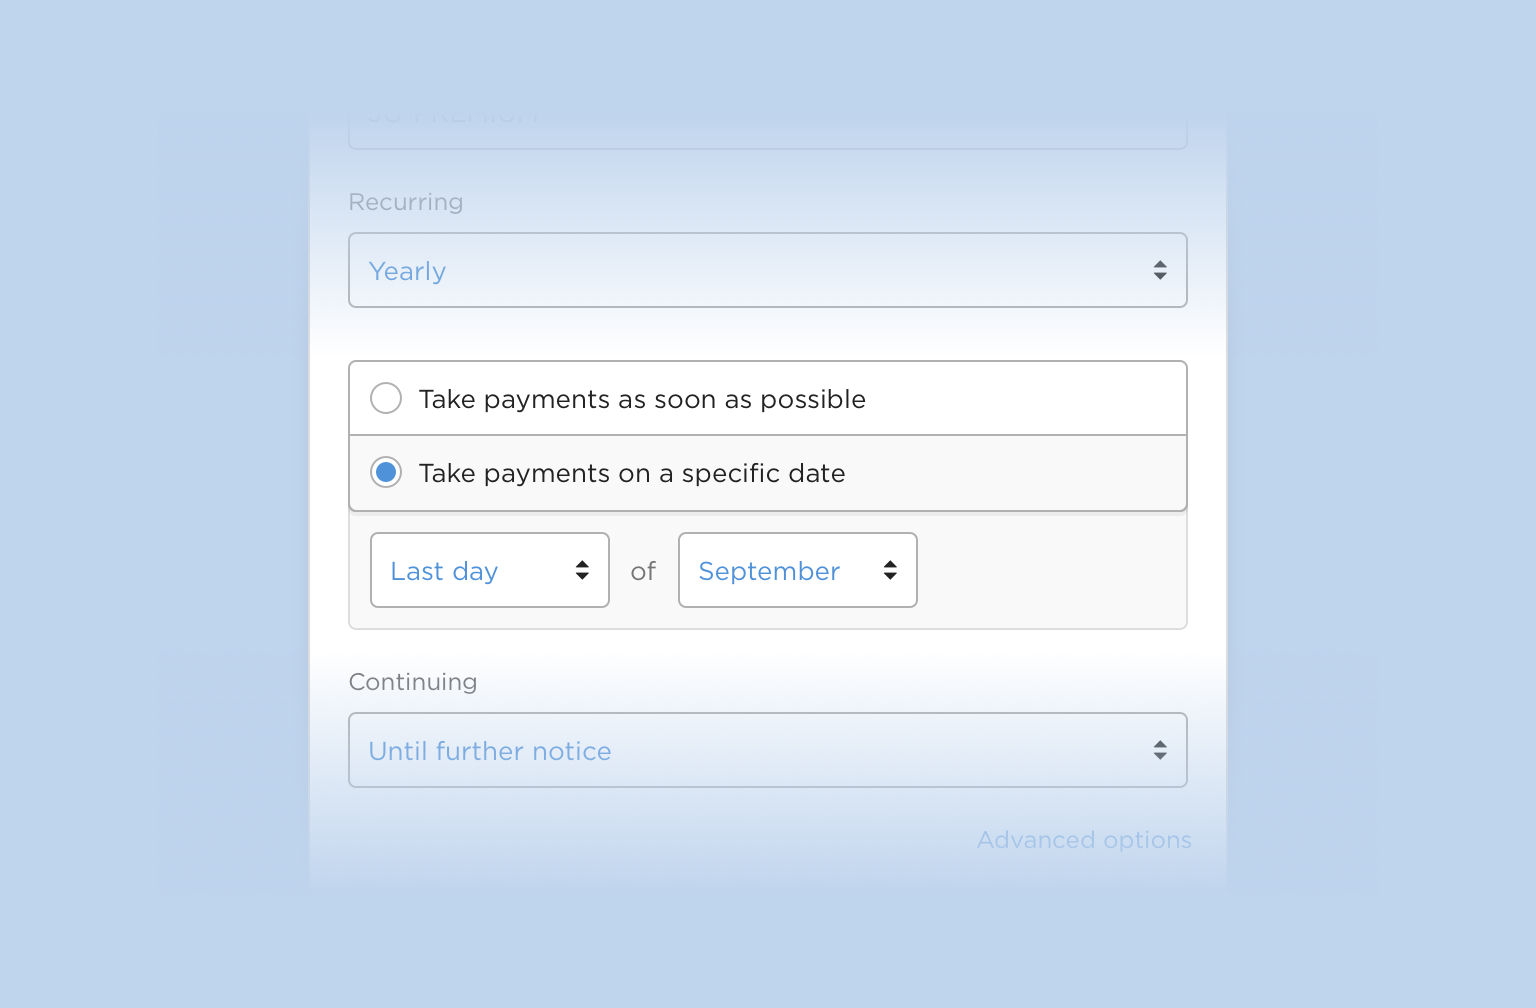 Recurring
Yearly
Take payments as soon as possible
Take payments on a specific date
Last day of September
Continuing
Until further notice
Advanced options